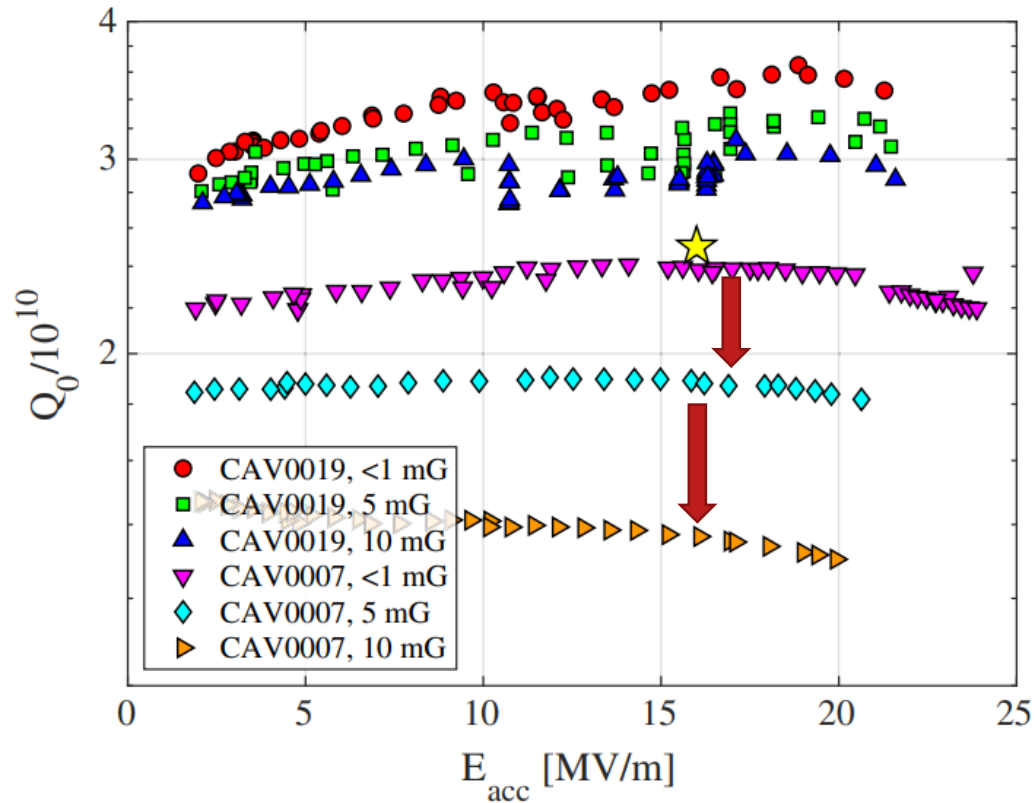 4
3
2
Q0/10^10
CAV0019, <1 mG
CAV0019, 5 mG
CAV0019, 10 mG
CAV0007, <1 mG
CAV0007, 5 mG
CAV0007, 10 mG
0 5 10 15 20 25
Eacc [MV/m]